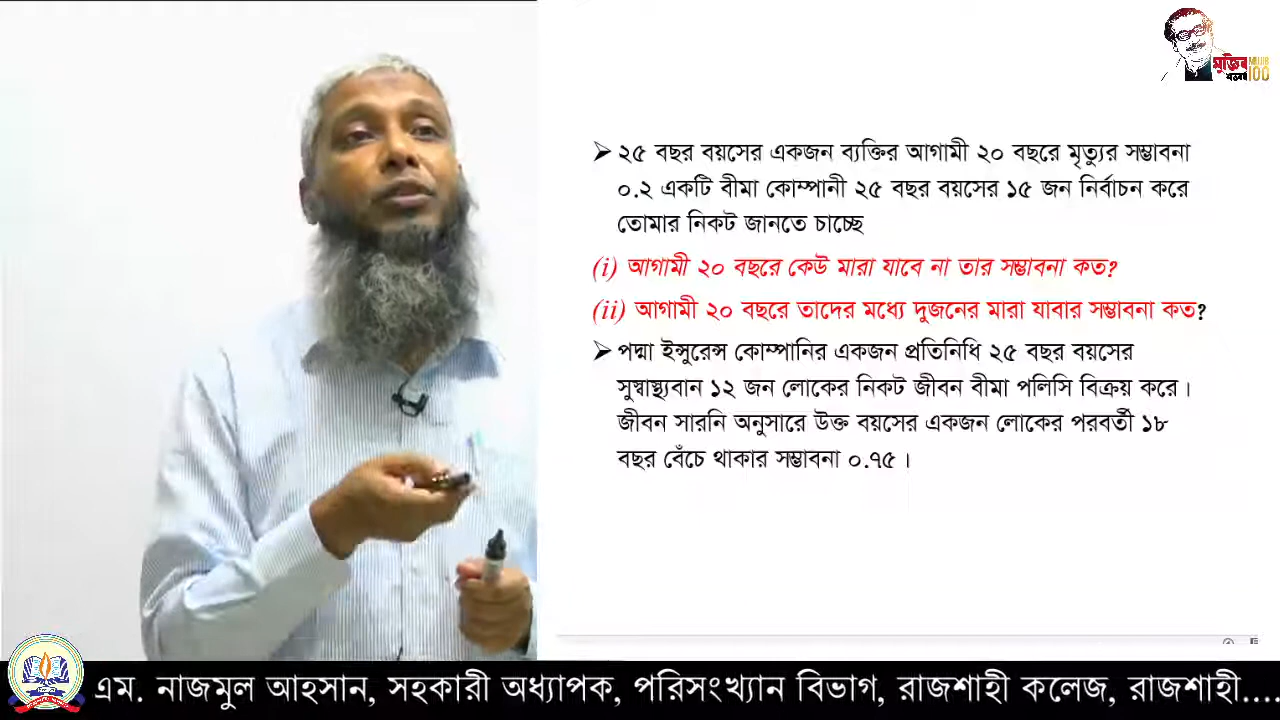 মুজিব MUJIB
শতবর্ষ 100
➢ ২৫ বছর বয়সের একজন ব্যক্তির আগামী ২০ বছরে মৃত্যুর সম্ভাবনা
০.২ একটি বীমা কোম্পানী ২৫ বছর বয়সের ১৫ জন নির্বাচন করে
তোমার নিকট জানতে চাচ্ছে
(i) আগামী ২০ বছরে কেউ মারা যাবে না তার সম্ভাবনা কত?
(ii) আগামী ২০ বছরে তাদের মধ্যে দুজনের মারা যাবার সম্ভাবনা কত?
➢ পদ্মা ইন্সুরেন্স কোম্পানির একজন প্রতিনিধি ২৫ বছর বয়সের
সুস্বাস্থ্যবান ১২ জন লোকের নিকট জীবন বীমা পলিসি বিক্রয় করে।
জীবন সারনি অনুসারে উক্ত বয়সের একজন লোকের পরবর্তী ১৮
বছর বেঁচে থাকার সম্ভাবনা ০.৭৫।
এম. নাজমুল আহসান, সহকারী অধ্যাপক, পরিসংখ্যান বিভাগ, রাজশাহী কলেজ, রাজশাহী....